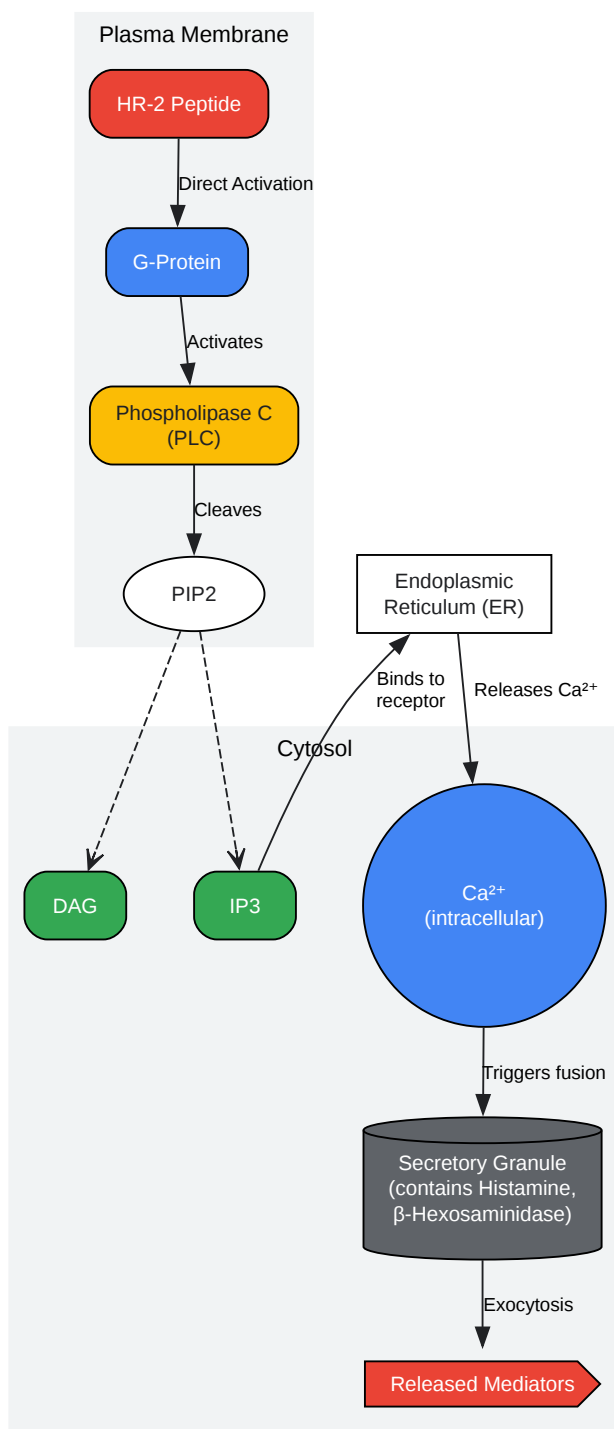 Plasma Membrane
HR-2 Peptide
Direct Activation
G-Protein
Activates
Phospholipase C
(PLC)
Cleaves
PIP2
Endoplasmic
Reticulum (ER)
Binds to
receptor
Releases Ca²⁺
Cytosol
DAG
IP3
Ca²⁺
(intracellular)
Triggers fusion
Secretory Granule
(contains Histamine,
β-Hexosaminidase)
Exocytosis
Released Mediators